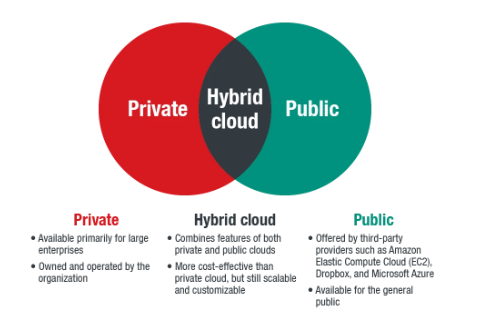 Private
Hybrid
cloud
Public
Private
• Available primarily for large
enterprises
• Owned and operated by the
organization
Hybrid cloud
• Combines features of both
private and public clouds
• More cost-effective than
private cloud, but still scalable
and customizable
Public
• Offered by third-party
providers such as Amazon
Elastic Compute Cloud (EC2),
Dropbox, and Microsoft Azure
• Available for the general
public